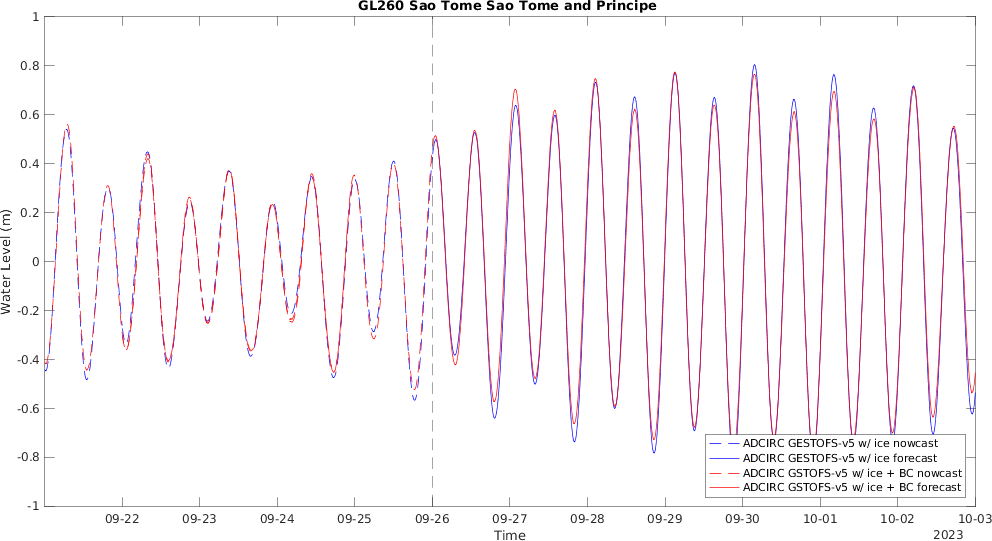 GL260 Sao Tome Sao Tome and Principe
1
0.8
0.6
0.4
0.2
0
-0.2
-0.4
-0.6
-0.8
-1
Water Level (m)
ADCIRC GESTOFS-v5 w/ ice nowcast
ADCIRC GESTOFS-v5 w/ ice forecast
ADCIRC GSTOFS-v5 w/ ice + BC nowcast
ADCIRC GSTOFS-v5 w/ ice + BC forecast
09-22 09-23 09-24 09-25 09-26 09-27 09-28 09-29 09-30 10-01 10-02 10-03
Time
2023